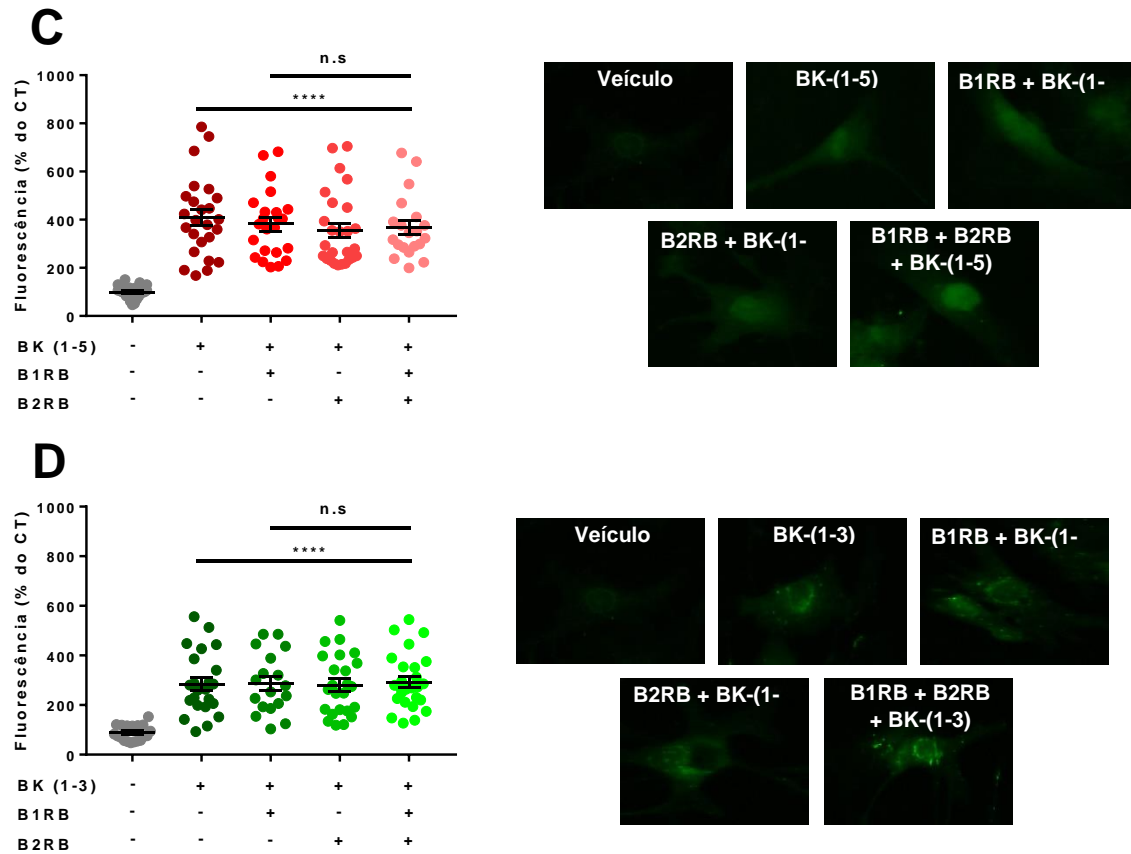 C
n.s
****
Fluorescência (% do CT)
1000
800
600
400
200
0
BK (1-5) - + + + +
B1RB - - + - +
B2RB - - - + +
Veículo
BK-(1-5)
B1RB + BK-(1-
B2RB + BK-(1-
B1RB + B2RB
+ BK-(1-5)
D
n.s
****
Fluorescência (% do CT)
1000
800
600
400
200
0
BK (1-3) - + + + +
B1RB - - + - +
B2RB - - - + +
Veículo
BK-(1-3)
B1RB + BK-(1-
B2RB + BK-(1-
B1RB + B2RB
+ BK-(1-3)